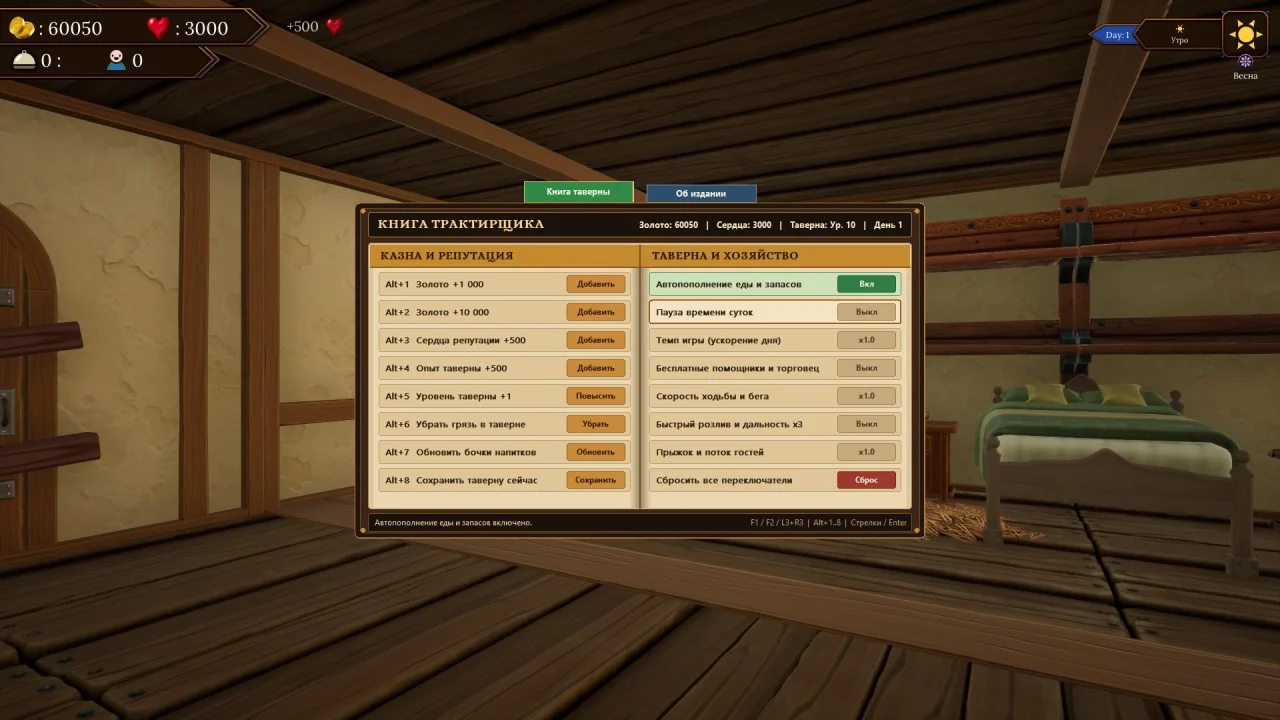 : 60050 : 3000 +500
0 : 0
Day: 1 Утро
Весна
Книга таверны Об издании
КНИГА ТРАКТИРЩИКА Золото: 60050 | Сердца: 3000 | Таверна: Ур. 10 | День 1
КАЗНА И РЕПУТАЦИЯ
Alt+1 Золото +1 000 Добавить
Alt+2 Золото +10 000 Добавить
Alt+3 Сердца репутации +500 Добавить
Alt+4 Опыт таверны +500 Добавить
Alt+5 Уровень таверны +1 Повысить
Alt+6 Убрать грязь в таверне Убрать
Alt+7 Обновить бочки напитков Обновить
Alt+8 Сохранить таверну сейчас Сохранить
ТАВЕРНА И ХОЗЯЙСТВО
Автопополнение еды и запасов Вкл
Пауза времени суток Выкл
Темп игры (ускорение дня) x1.0
Бесплатные помощники и торговец Выкл
Скорость ходьбы и бега x1.0
Быстрый розлив и дальность x3 Выкл
Прыжок и поток гостей x1.0
Сбросить все переключатели Сброс
Автопополнение еды и запасов включено. F1 / F2 / L3+R3 | Alt+1..8 | Стрелки / Enter